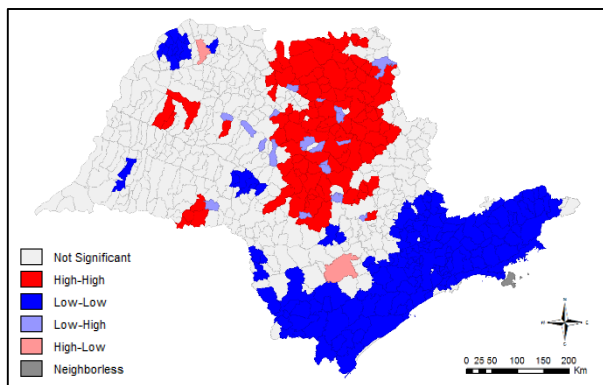 Not Significant
High-High
Low-Low
Low-High
High-Low
Neighborless
N
W E
S
0 25 50 100 150 200
Km